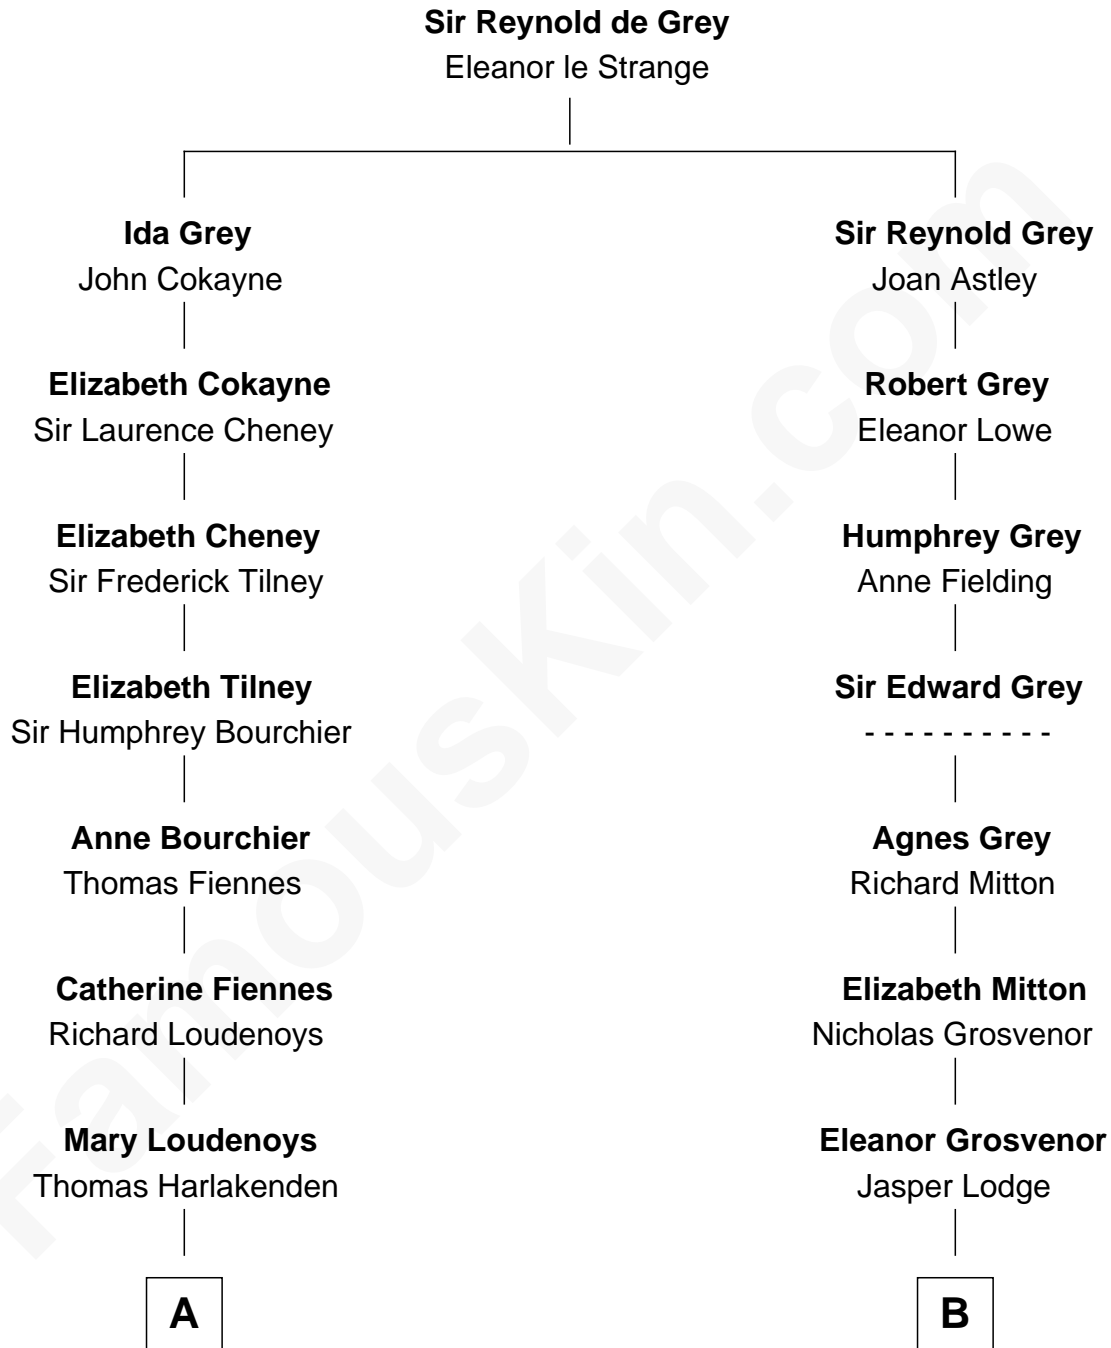 Sir Reynold de Grey
Eleanor le Strange
Ida Grey
John Cokayne
Elizabeth Cokayne
Sir Laurence Cheney
Elizabeth Cheney
Sir Frederick Tilney
Elizabeth Tilney
Sir Humphrey Bourchier
Anne Bourchier
Thomas Fiennes
Catherine Fiennes
Richard Loudenoys
Mary Loudenoys
Thomas Harlakenden
A
Sir Reynold Grey
Joan Astley
Robert Grey
Eleanor Lowe
Humphrey Grey
Anne Fielding
Sir Edward Grey
- - - - - - - - - -
Agnes Grey
Richard Mitton
Elizabeth Mitton
Nicholas Grosvenor
Eleanor Grosvenor
Jasper Lodge
B
FamousKin.com